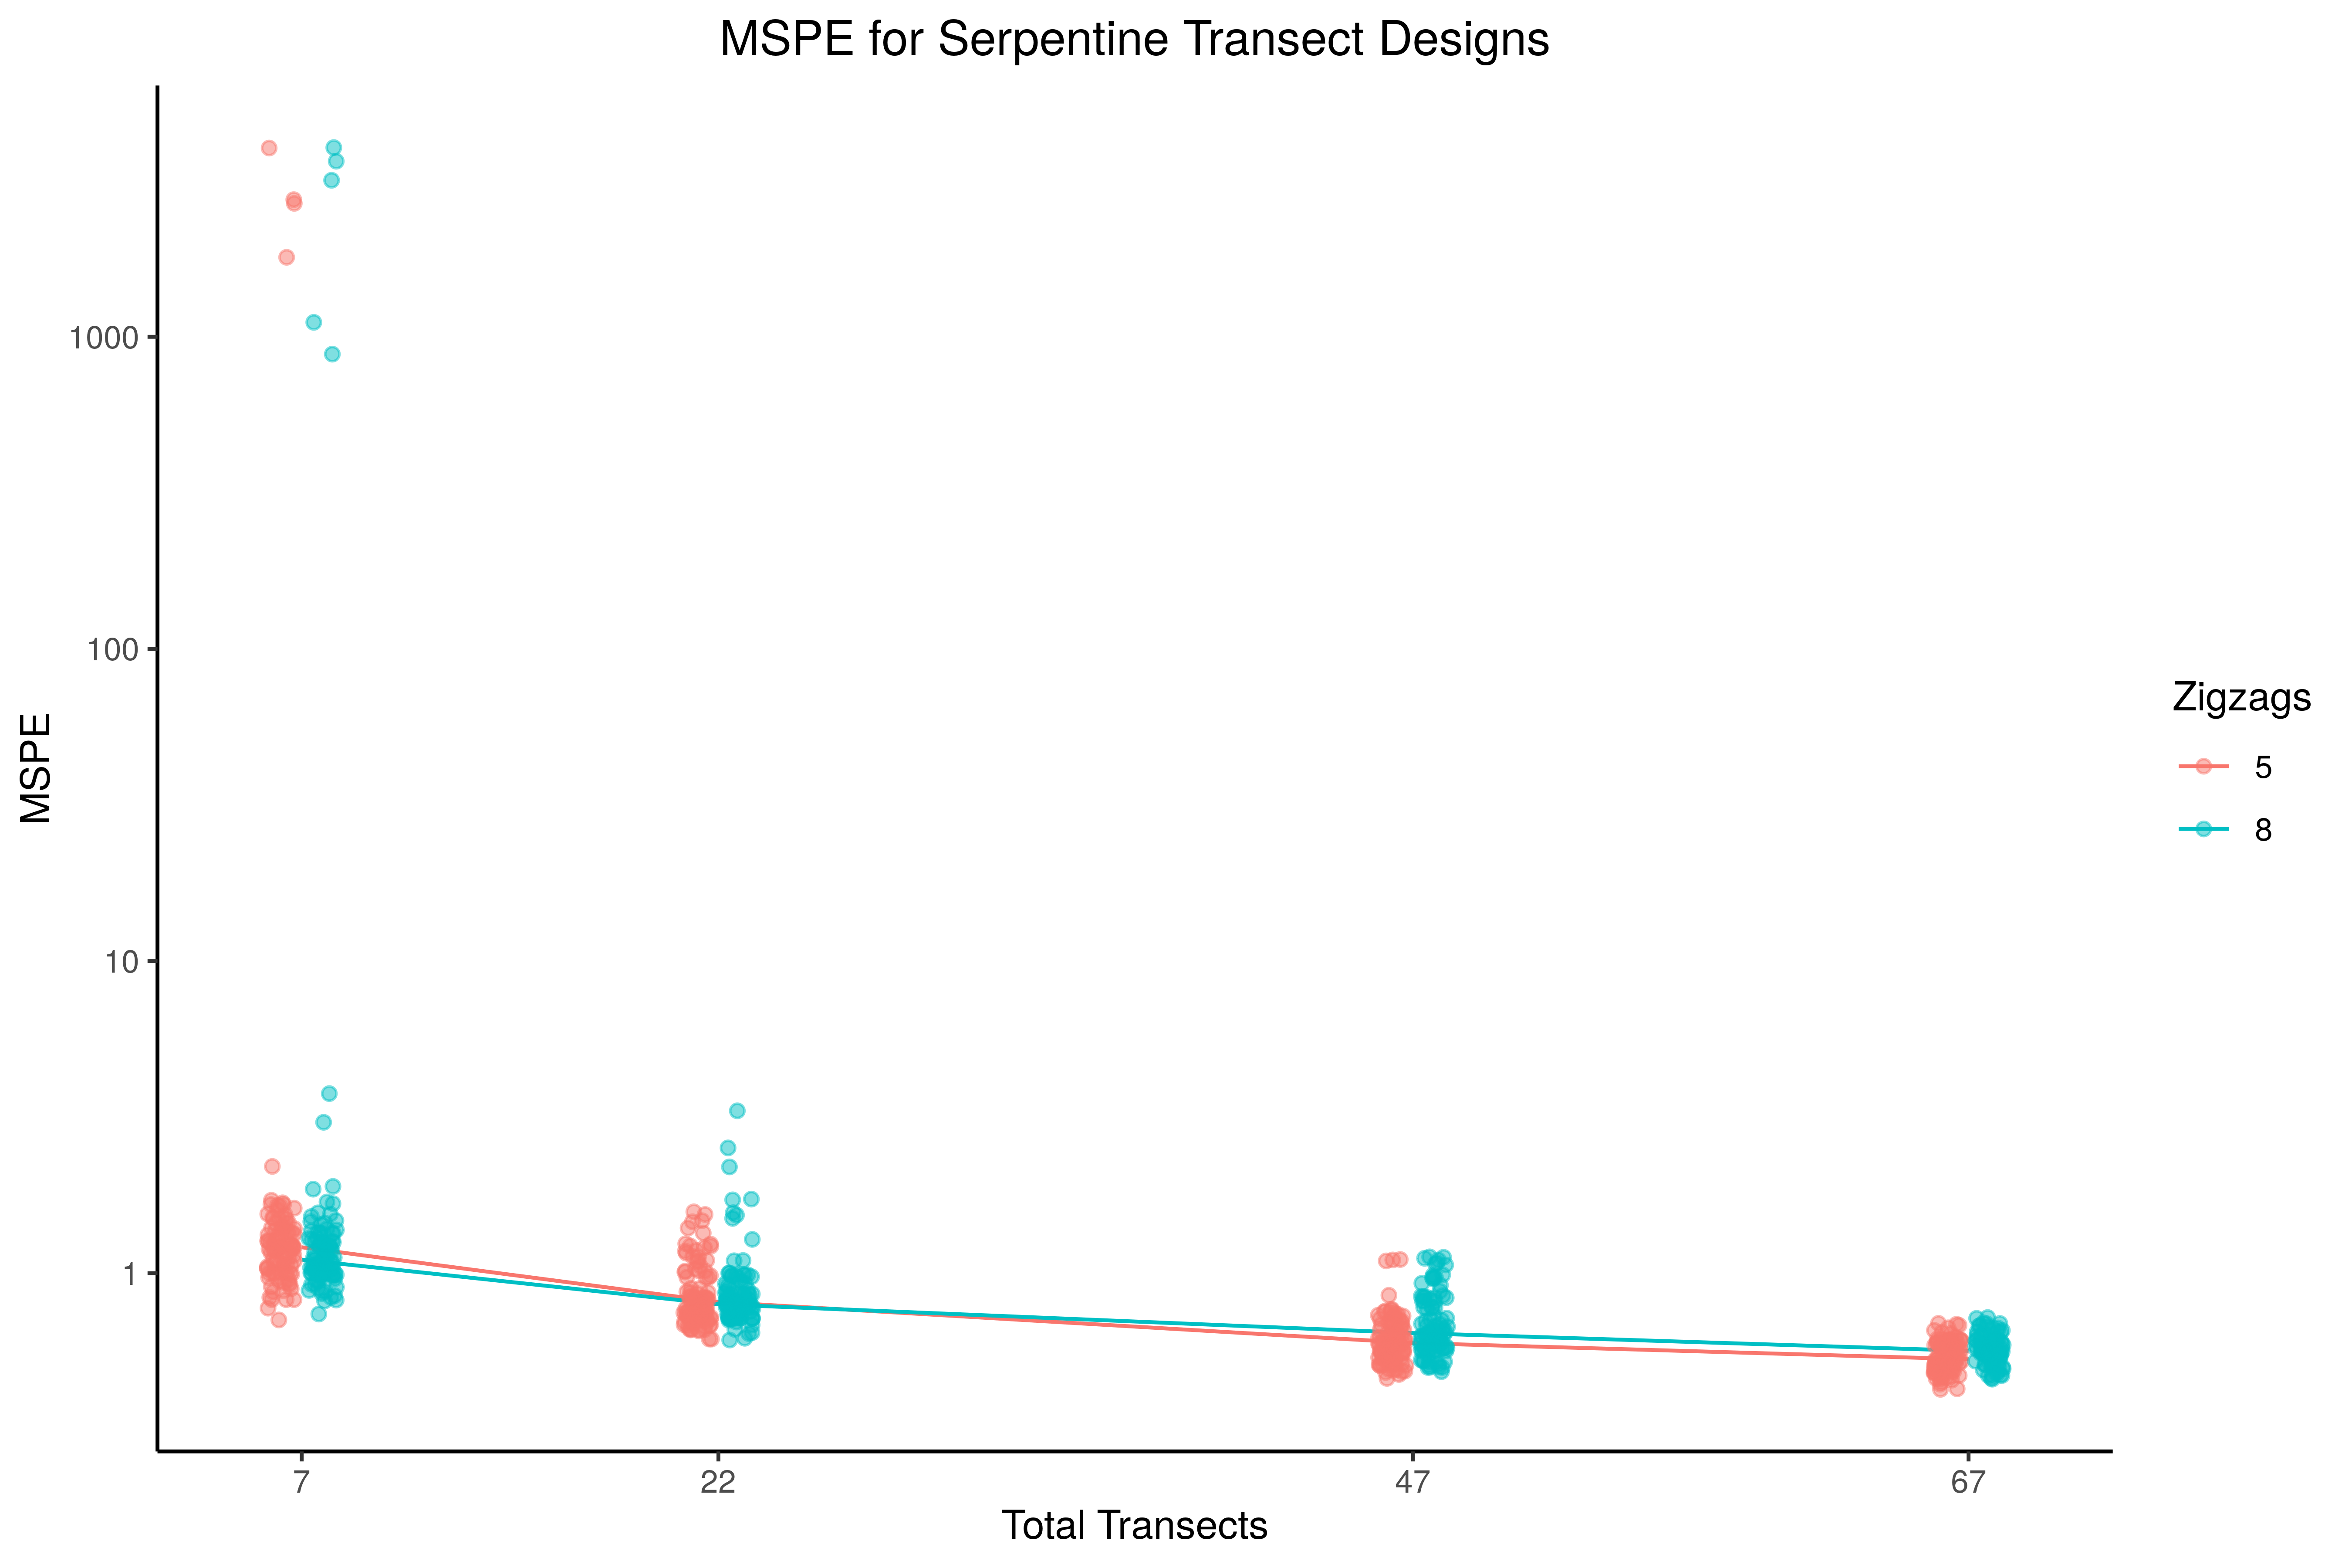 MSPE for Serpentine Transect Designs
MSPE
1000
100
10
1
7
22
47
67
Total Transects
Zigzags
5
8